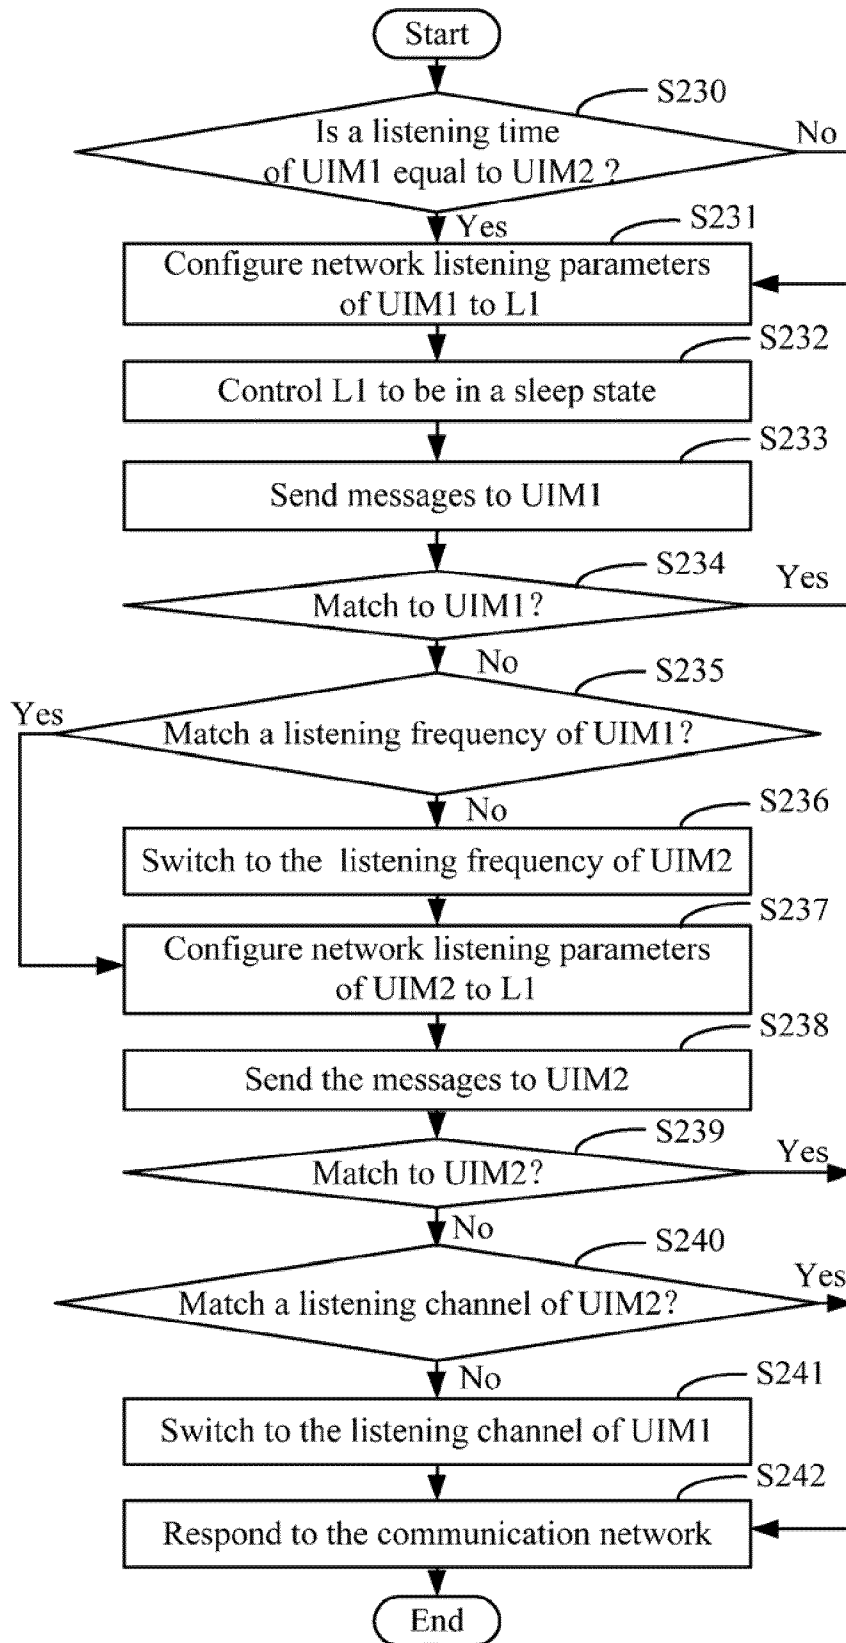 Start
S230
Is a listening time
of UIM1 equal to UIM2 ?
No
Yes
S231
Configure network listening parameters
of UIM1 to L1
S232
Control L1 to be in a sleep state
S233
Send messages to UIM1
S234
Yes
Match to UIM1?
No
S235
Yes
Match a listening frequency of UIM1?
S236
No
Switch to the listening frequency of UIM2
S237
Configure network listening parameters
of UIM2 to L1
S238
Send the messages to UIM2
S239
Yes
Match to UIM2?
No
S240
Yes
Match a listening channel of UIM2?
S241
No
Switch to the listening channel of UIM1
S242
Respond to the communication network
End